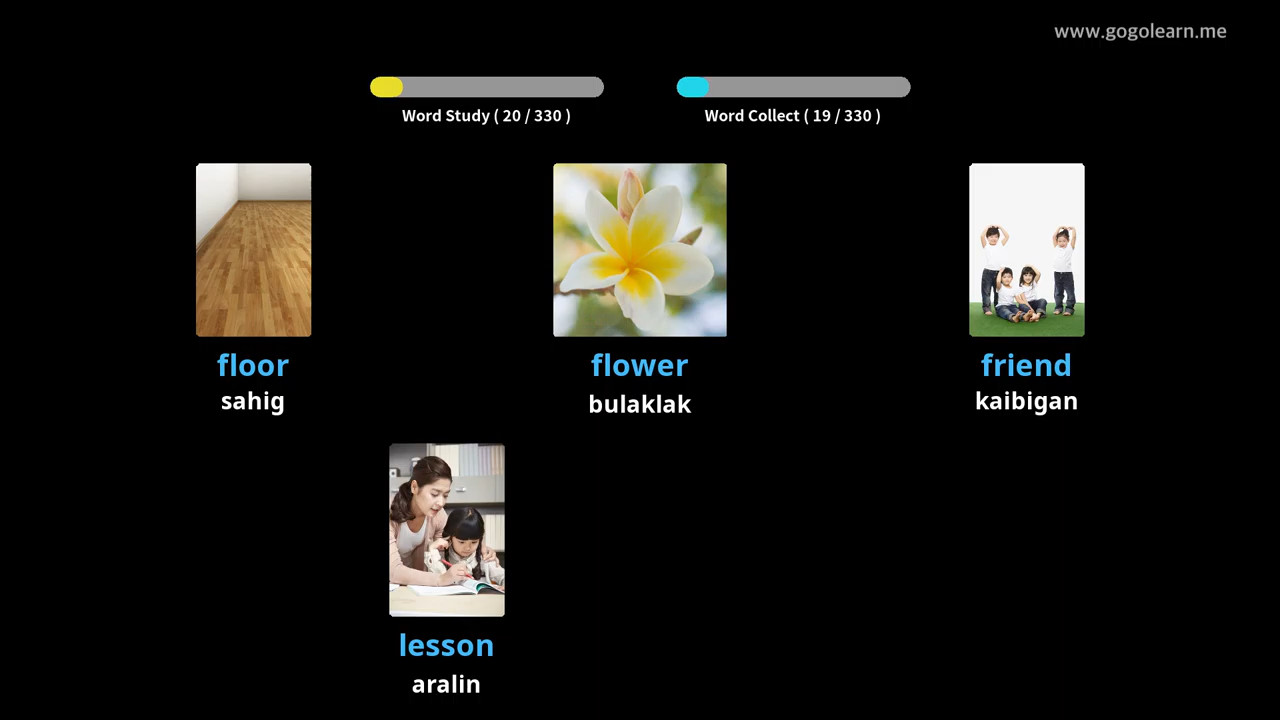 www.gogolearn.me
Word Study ( 20 / 330 )
Word Collect ( 19 / 330 )
floor
sahig
flower
bulaklak
friend
kaibigan
lesson
aralin